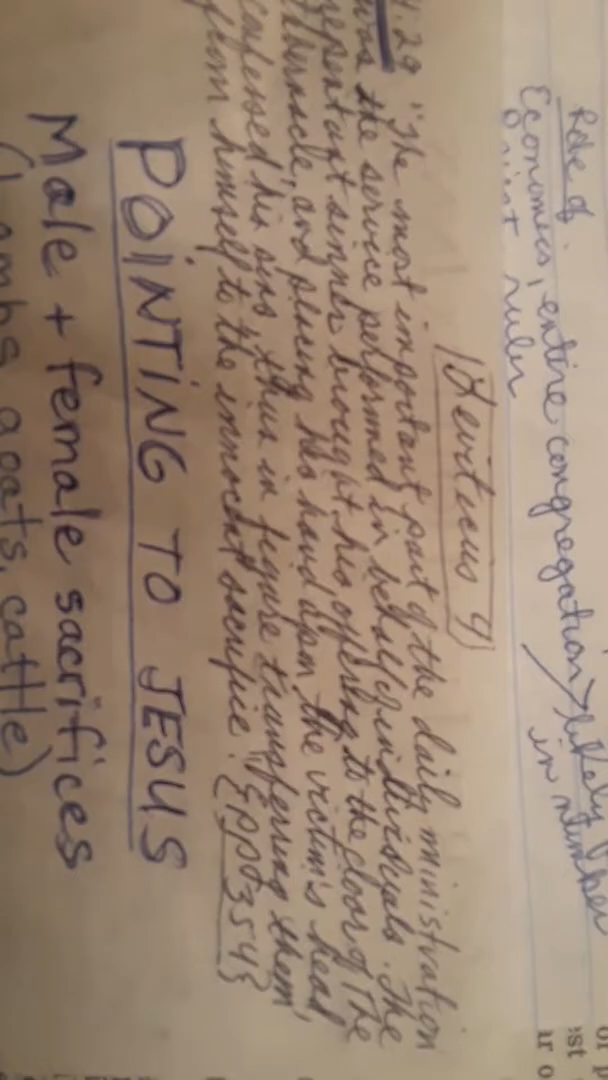 Role of
Economics, entire congregation > likely
in number
ruler
Leviticus 4
4.29 "The most important part of the daily ministration
was the service performed in behalf of individuals. The
repentant sinner brought his offering to the door of the
tabernacle, and placing his hand upon the victim's head,
confessed his sins, thus in figure transferring them
from himself to the innocent sacrifice." {PP 354}
POINTING TO JESUS
Male + female sacrifices
(Lambs, goats, cattle)